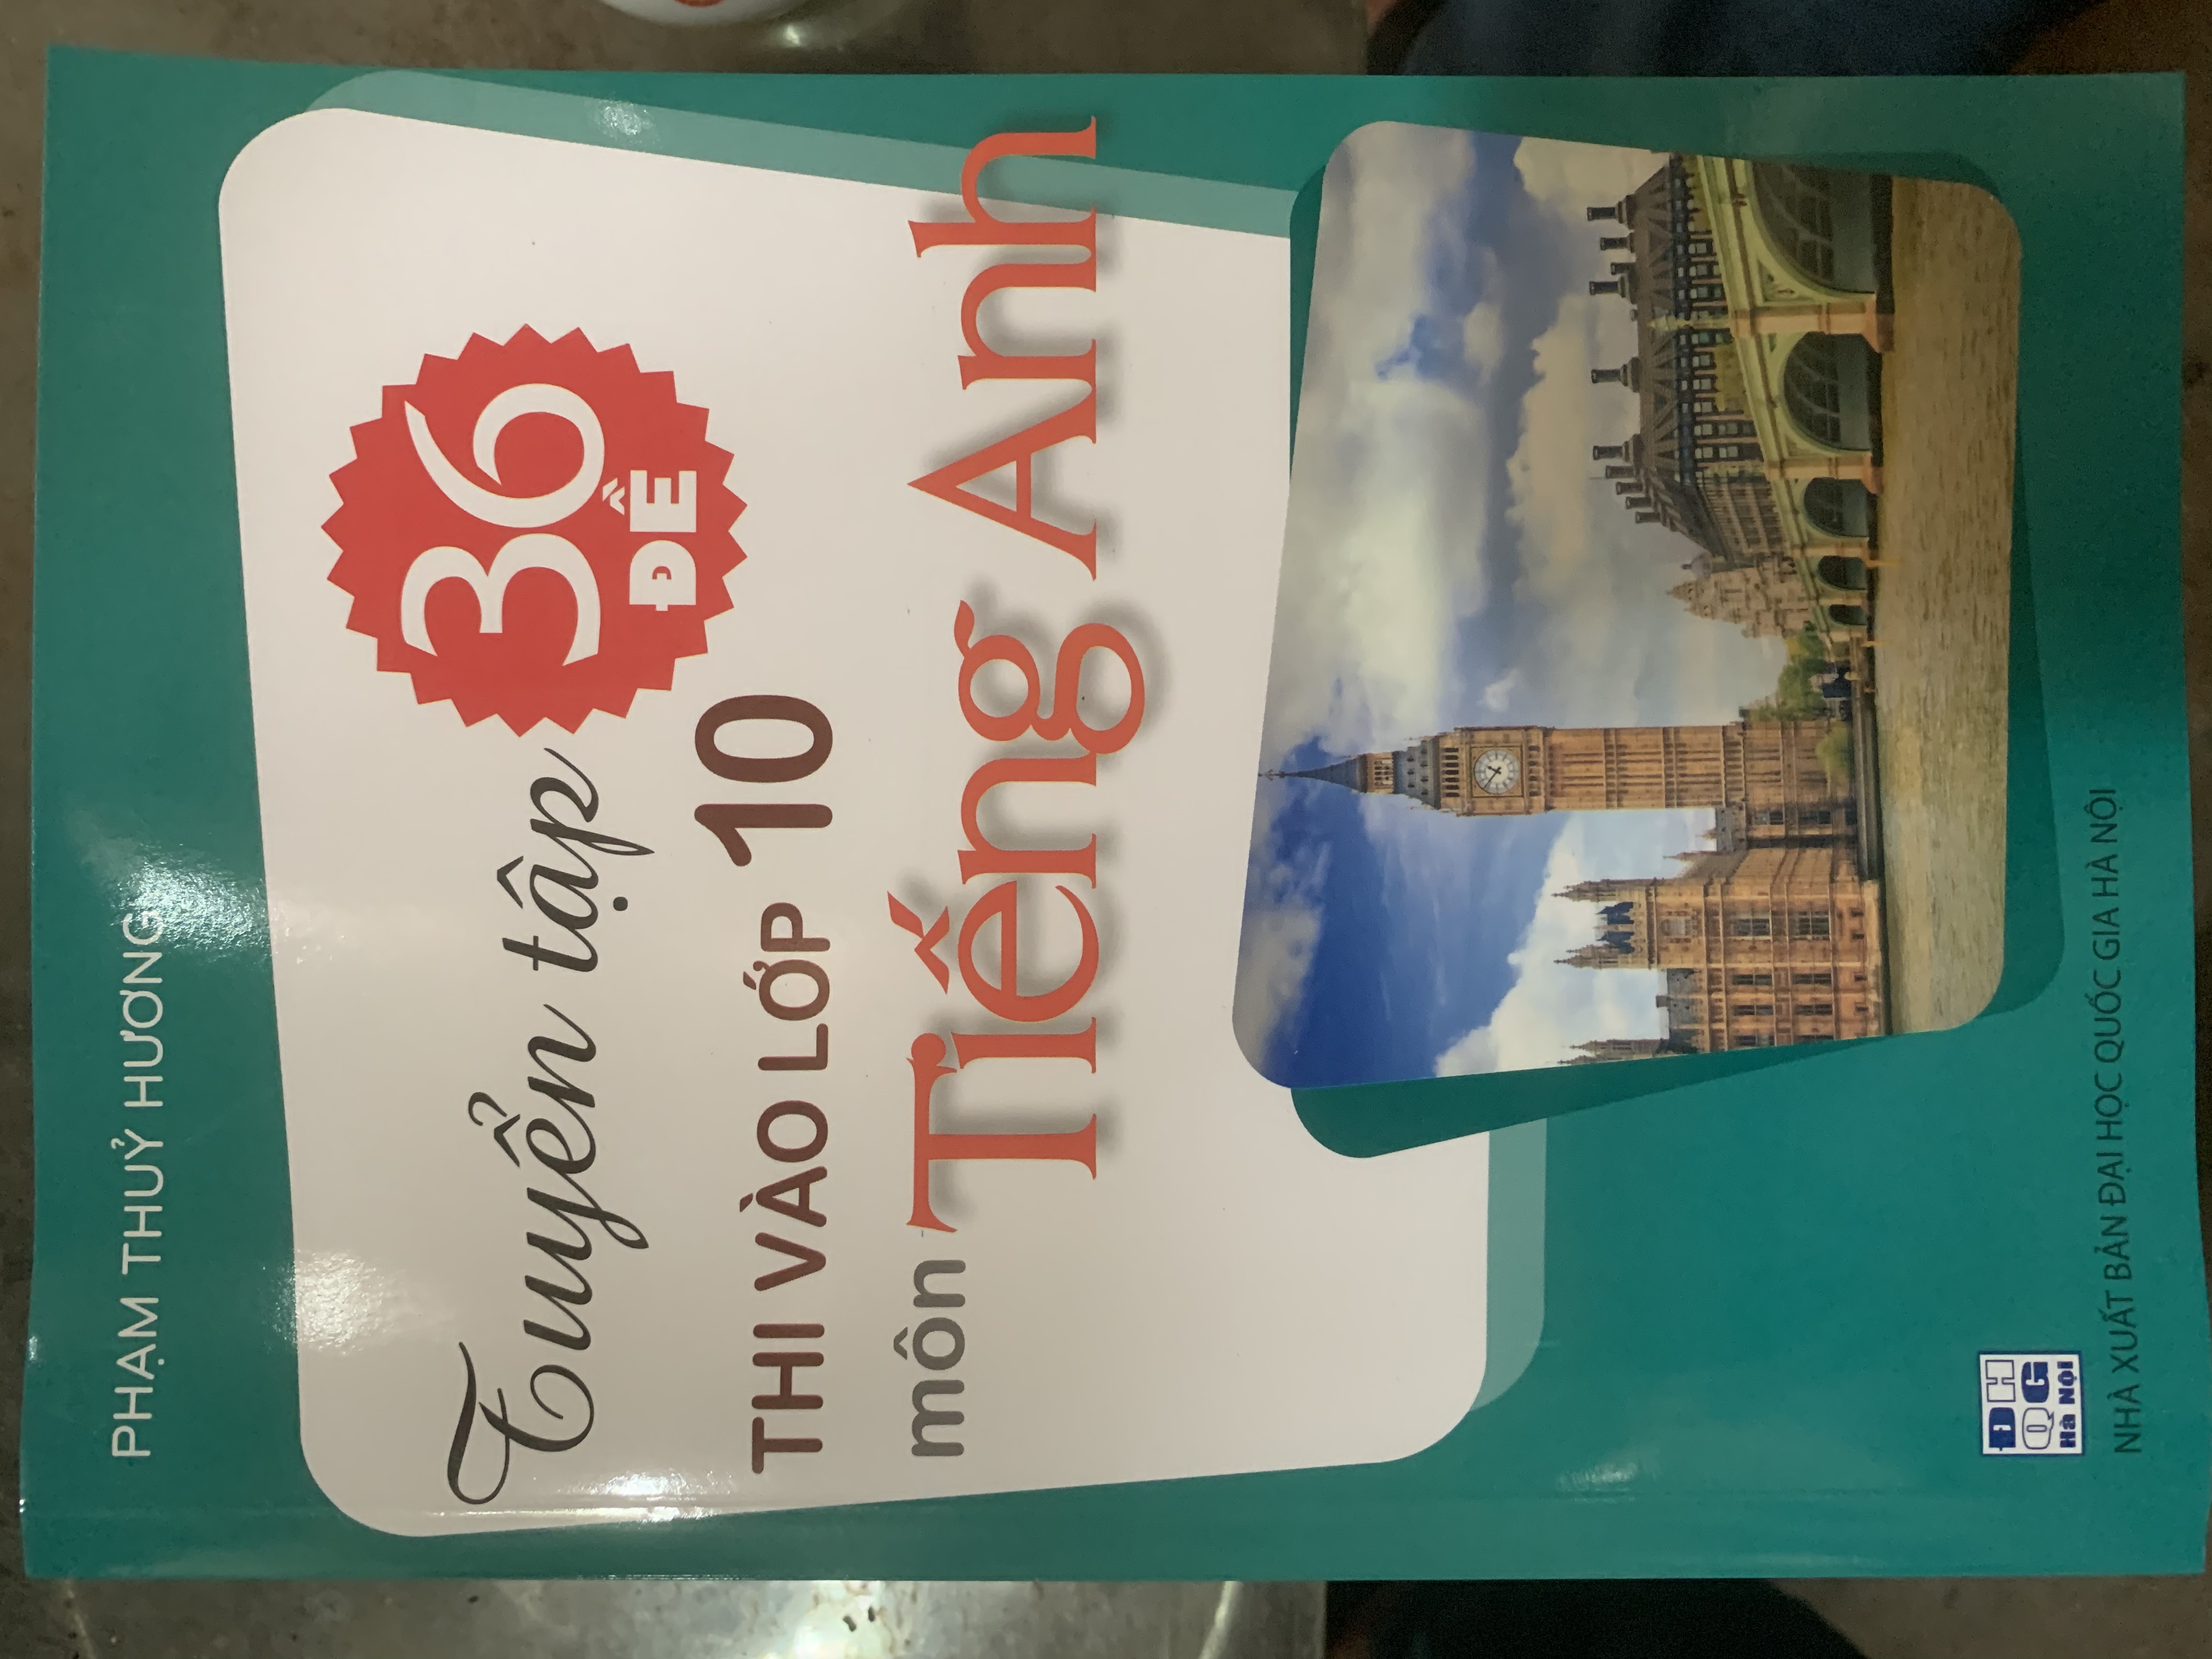 PHẠM THUỶ HƯƠNG
Tuyển tập 36 ĐỀ
THI VÀO LỚP 10
môn Tiếng Anh
ĐH
QG
Hà Nội
NHÀ XUẤT BẢN ĐẠI HỌC QUỐC GIA HÀ NỘI